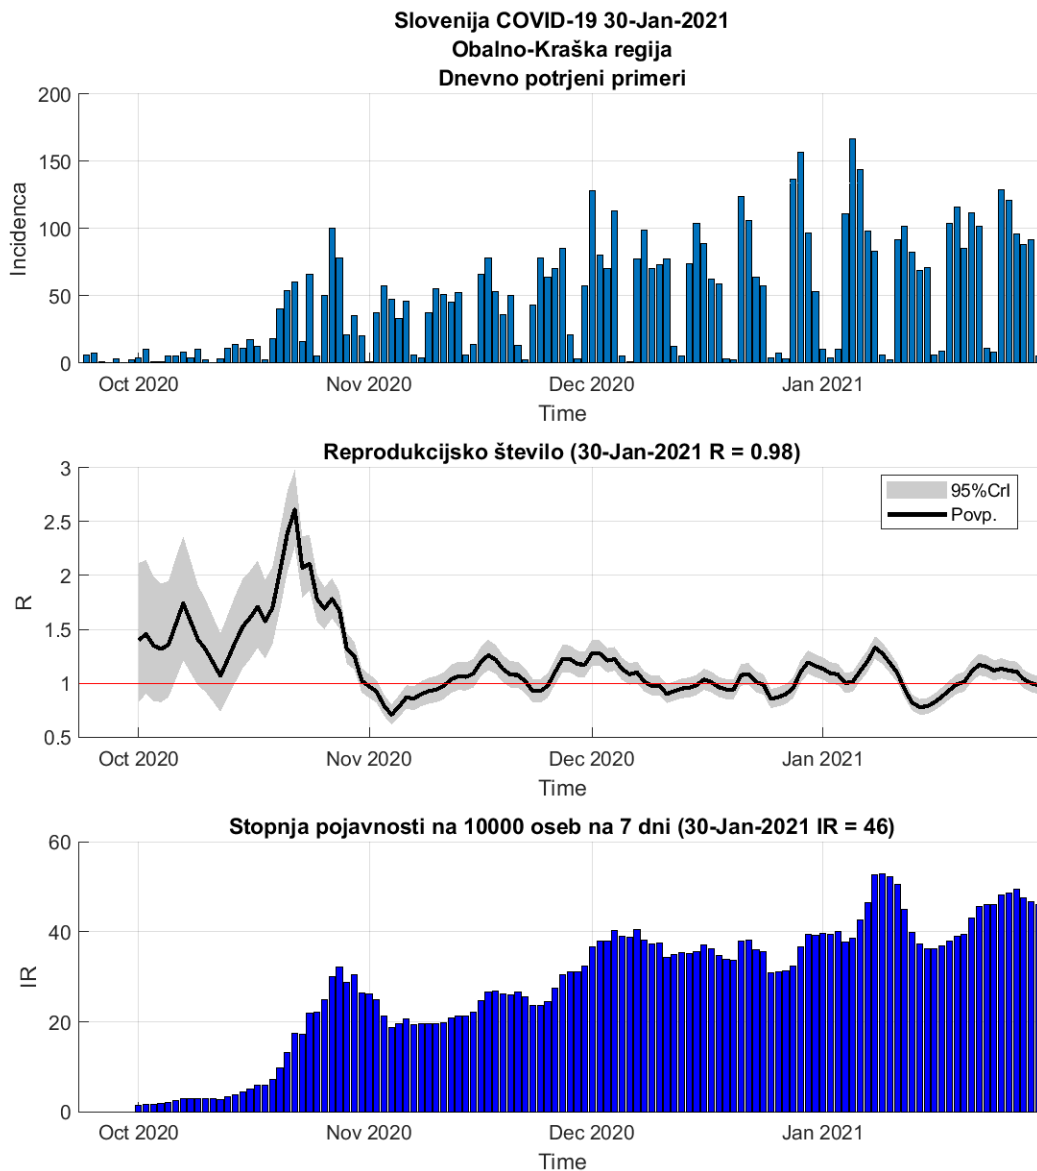 Slovenija COVID-19 30-Jan-2021
Obalno-Kraška regija
Dnevno potrjeni primeri
200
150
100
50
0
Incidenca
Oct 2020 Nov 2020 Dec 2020 Jan 2021
Time
Reprodukcijsko število (30-Jan-2021 R = 0.98)
3
2.5
2
1.5
1
0.5
R
95%CrI
Povp.
Oct 2020 Nov 2020 Dec 2020 Jan 2021
Time
Stopnja pojavnosti na 10000 oseb na 7 dni (30-Jan-2021 IR = 46)
60
40
20
0
IR
Oct 2020 Nov 2020 Dec 2020 Jan 2021
Time